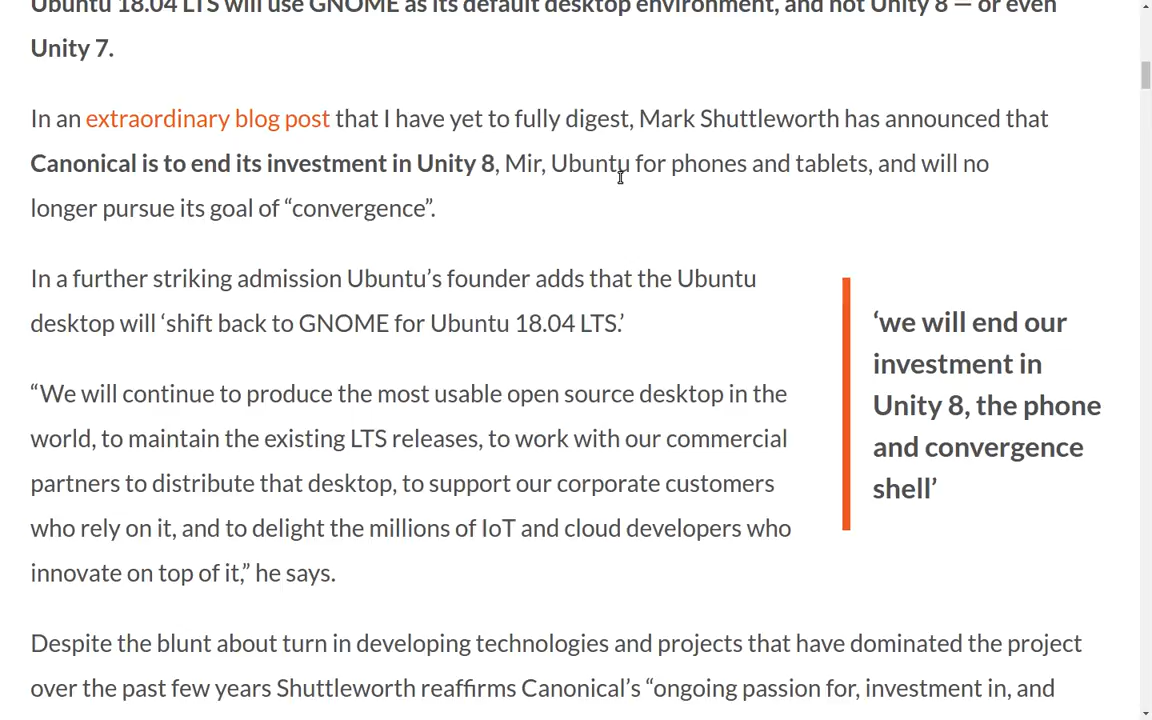 Ubuntu 18.04 LTS will use GNOME as its default desktop environment, and not Unity 8 — or even
Unity 7.
In an extraordinary blog post that I have yet to fully digest, Mark Shuttleworth has announced that
Canonical is to end its investment in Unity 8, Mir, Ubuntu for phones and tablets, and will no
longer pursue its goal of “convergence”.
In a further striking admission Ubuntu’s founder adds that the Ubuntu
desktop will ‘shift back to GNOME for Ubuntu 18.04 LTS.’
‘we will end our
investment in
Unity 8, the phone
and convergence
shell’
“We will continue to produce the most usable open source desktop in the
world, to maintain the existing LTS releases, to work with our commercial
partners to distribute that desktop, to support our corporate customers
who rely on it, and to delight the millions of IoT and cloud developers who
innovate on top of it,” he says.
Despite the blunt about turn in developing technologies and projects that have dominated the project
over the past few years Shuttleworth reaffirms Canonical’s “ongoing passion for, investment in, and